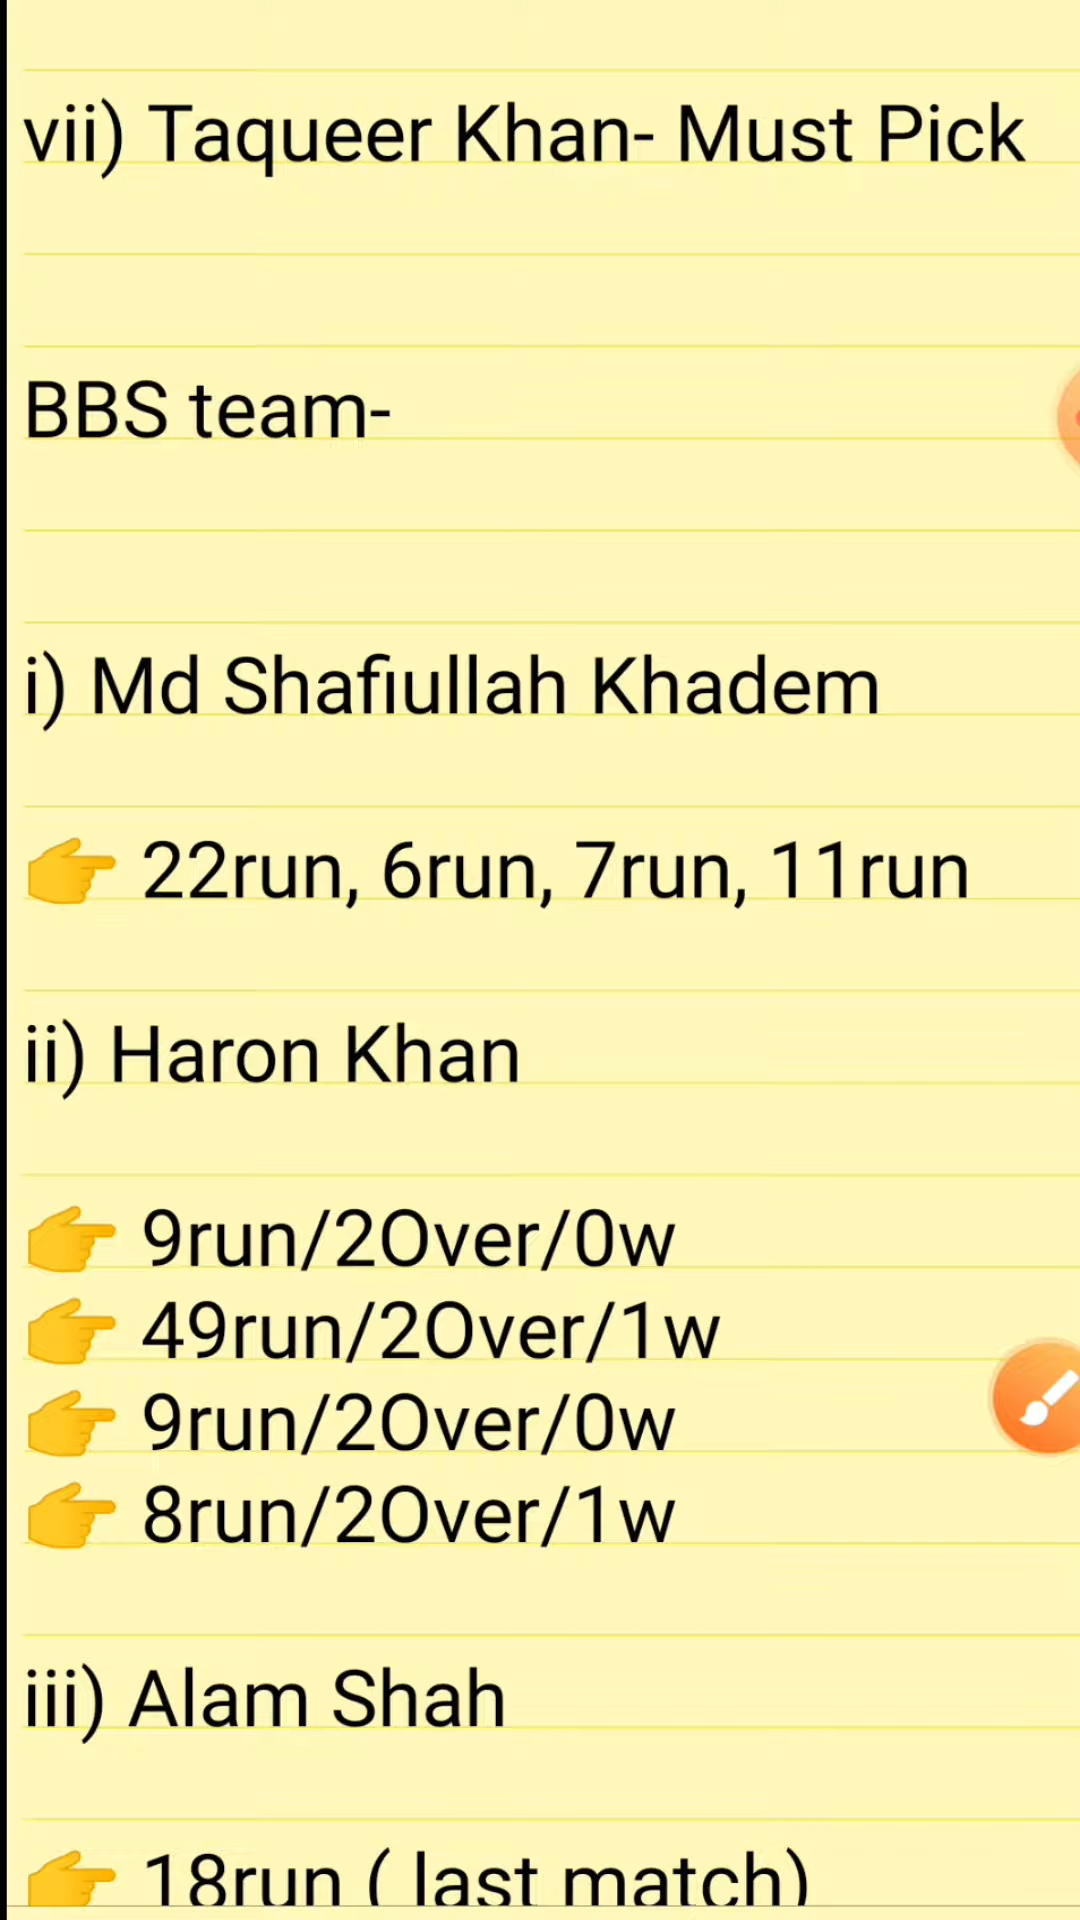 vii) Taqueer Khan- Must Pick
BBS team-
i) Md Shafiullah Khadem
👉 22run, 6run, 7run, 11run
ii) Haron Khan
👉 9run/2Over/0w
👉 49run/2Over/1w
👉 9run/2Over/0w
👉 8run/2Over/1w
iii) Alam Shah
👉 18run ( last match)